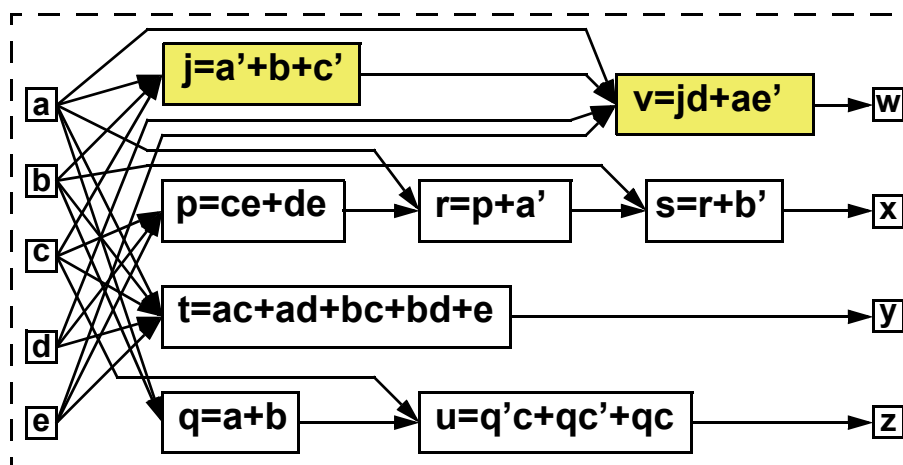 j=a’+b+c’
a
v=jd+ae’
w
b
p=ce+de
r=p+a’
s=r+b’
x
c
t=ac+ad+bc+bd+e
y
d
e
q=a+b
u=q’c+qc’+qc
z